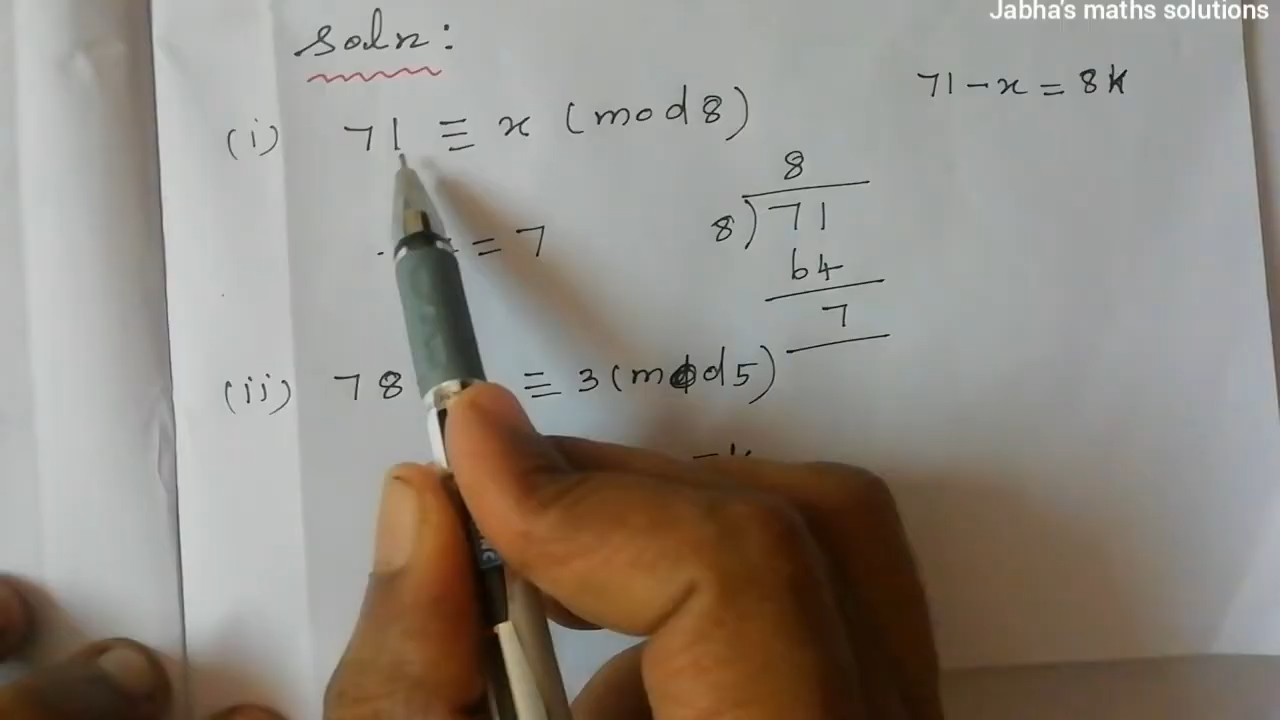 Jabha's maths solutions
Soln:
71 - x = 8k
(i) 71 ≡ x (mod 8)
8
8)71
= 7
64
7
(ii) 78 ≡ 3 (mod 5)